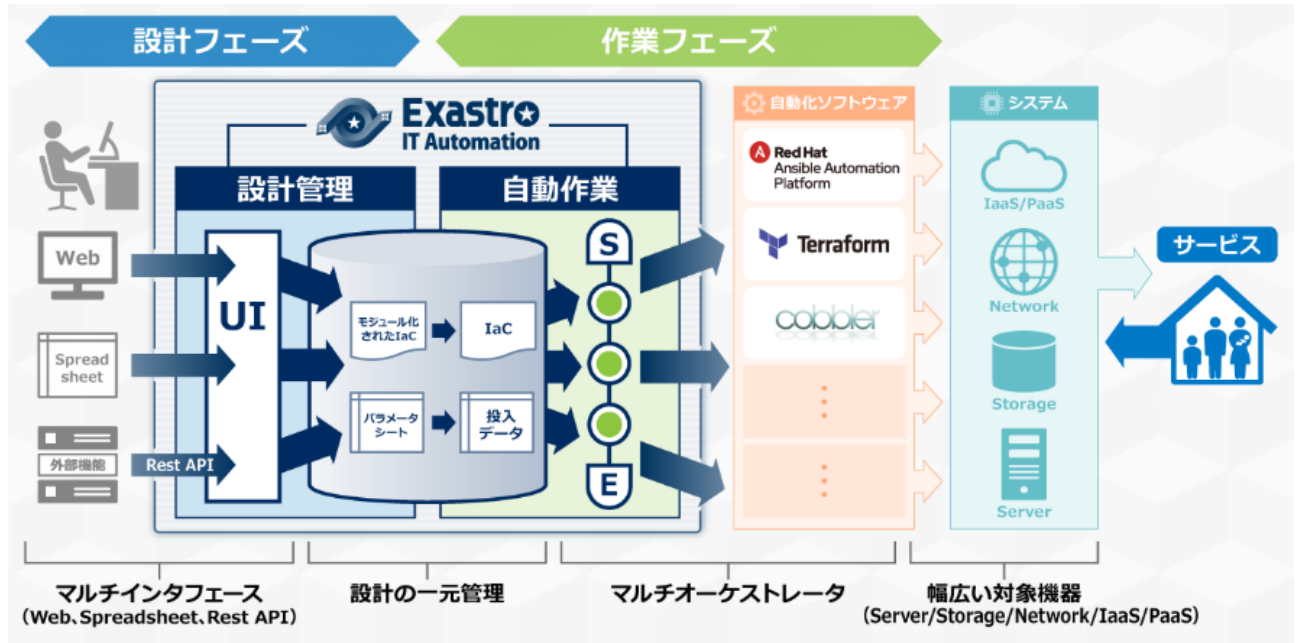 設計フェーズ
作業フェーズ
Exastro
IT Automation
設計管理
自動作業
自動化ソフトウェア
システム
Web
Spread
sheet
外部機能
Rest API
UI
モジュール化
されたIaC
IaC
パラメータ
シート
投入
データ
S
E
A
Red Hat
Ansible Automation
Platform
Terraform
cobbler
IaaS/PaaS
Network
Storage
Server
サービス
マルチインタフェース
(Web、Spreadsheet、Rest API)
設計の一元管理
マルチオーケストレータ
幅広い対象機器
(Server/Storage/Network/IaaS/PaaS)